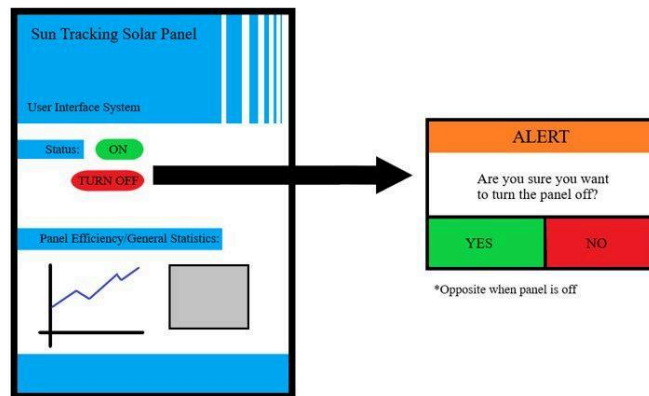 Sun Tracking Solar Panel
User Interface System
Status:
ON
TURN OFF
Panel Efficiency/General Statistics:
ALERT
Are you sure you want
to turn the panel off?
YES
NO
*Opposite when panel is off